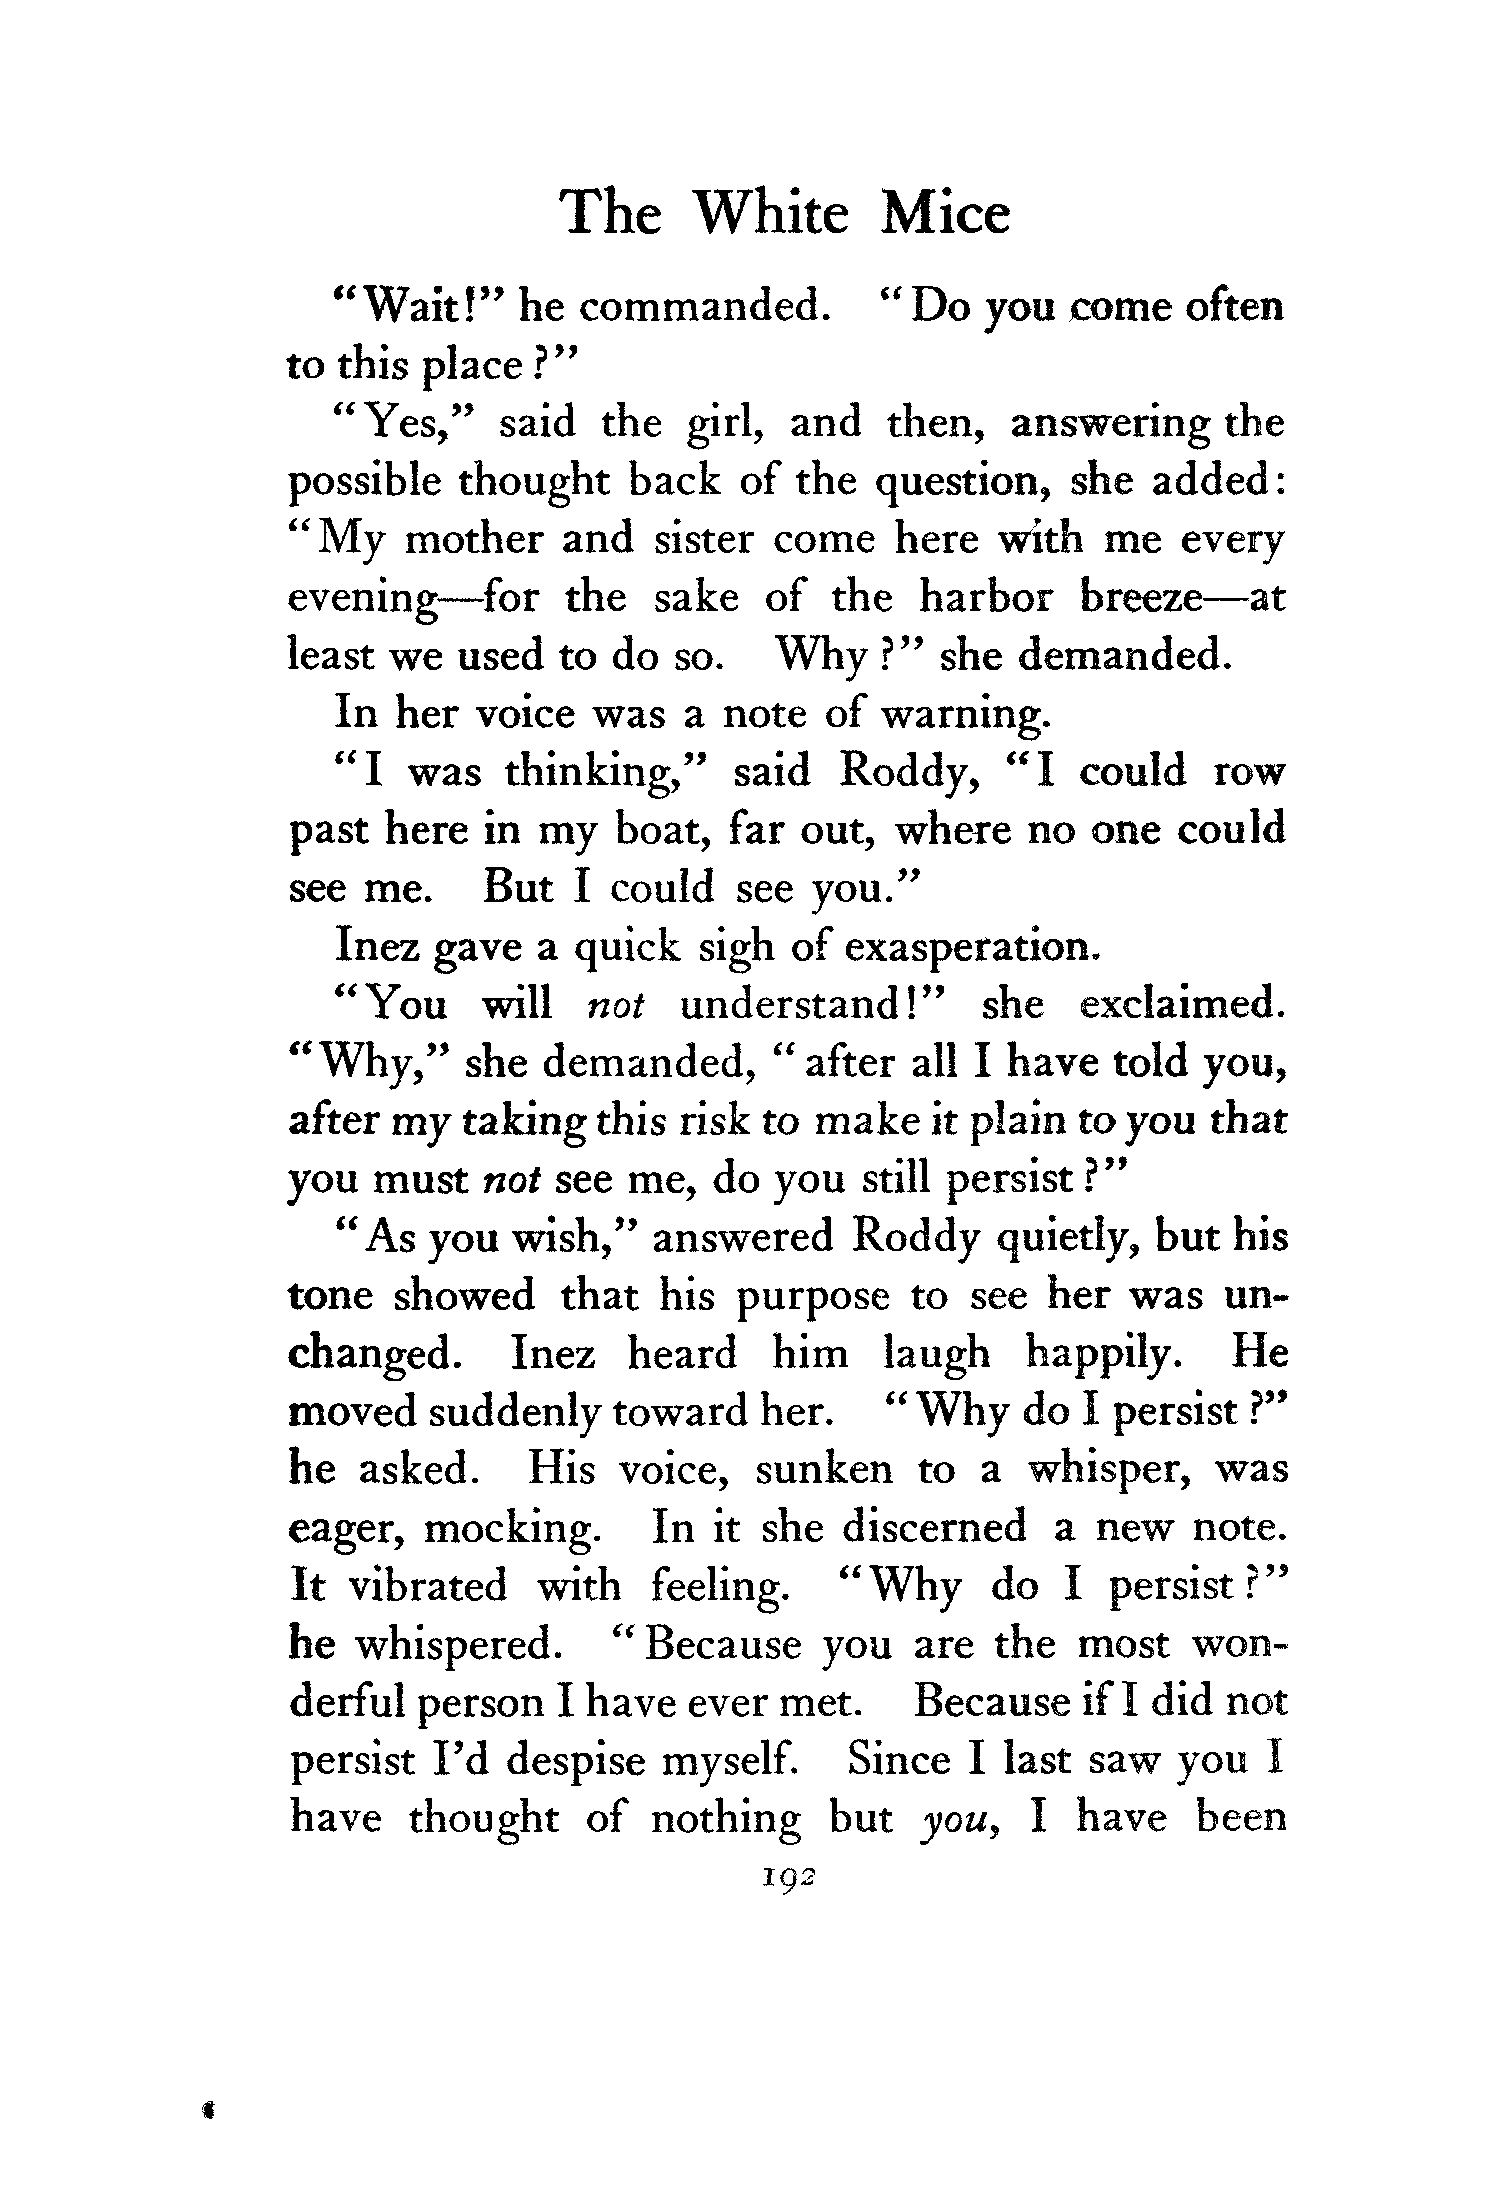 The White Mice
"Wait!" he commanded. "Do you come often
to this place?"
"Yes," said the girl, and then, answering the
possible thought back of the question, she added:
"My mother and sister come here with me every
evening—for the sake of the harbor breeze—at
least we used to do so. Why?" she demanded.
In her voice was a note of warning.
"I was thinking," said Roddy, "I could row
past here in my boat, far out, where no one could
see me. But I could see you."
Inez gave a quick sigh of exasperation.
"You will not understand!" she exclaimed.
"Why," she demanded, "after all I have told you,
after my taking this risk to make it plain to you that
you must not see me, do you still persist?"
"As you wish," answered Roddy quietly, but his
tone showed that his purpose to see her was un-
changed. Inez heard him laugh happily. He
moved suddenly toward her. "Why do I persist?"
he asked. His voice, sunken to a whisper, was
eager, mocking. In it she discerned a new note.
It vibrated with feeling. "Why do I persist?"
he whispered. "Because you are the most won-
derful person I have ever met. Because if I did not
persist I'd despise myself. Since I last saw you I
have thought of nothing but you, I have been
192